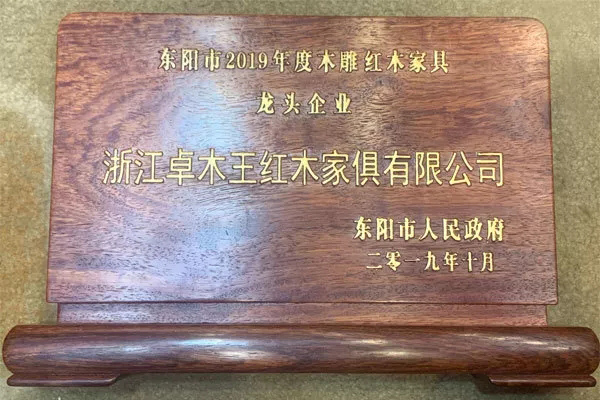 东阳市2019年度木雕红木家具
龙头企业
浙江卓木王红木家俱有限公司
东阳市人民政府
二零一九年十月